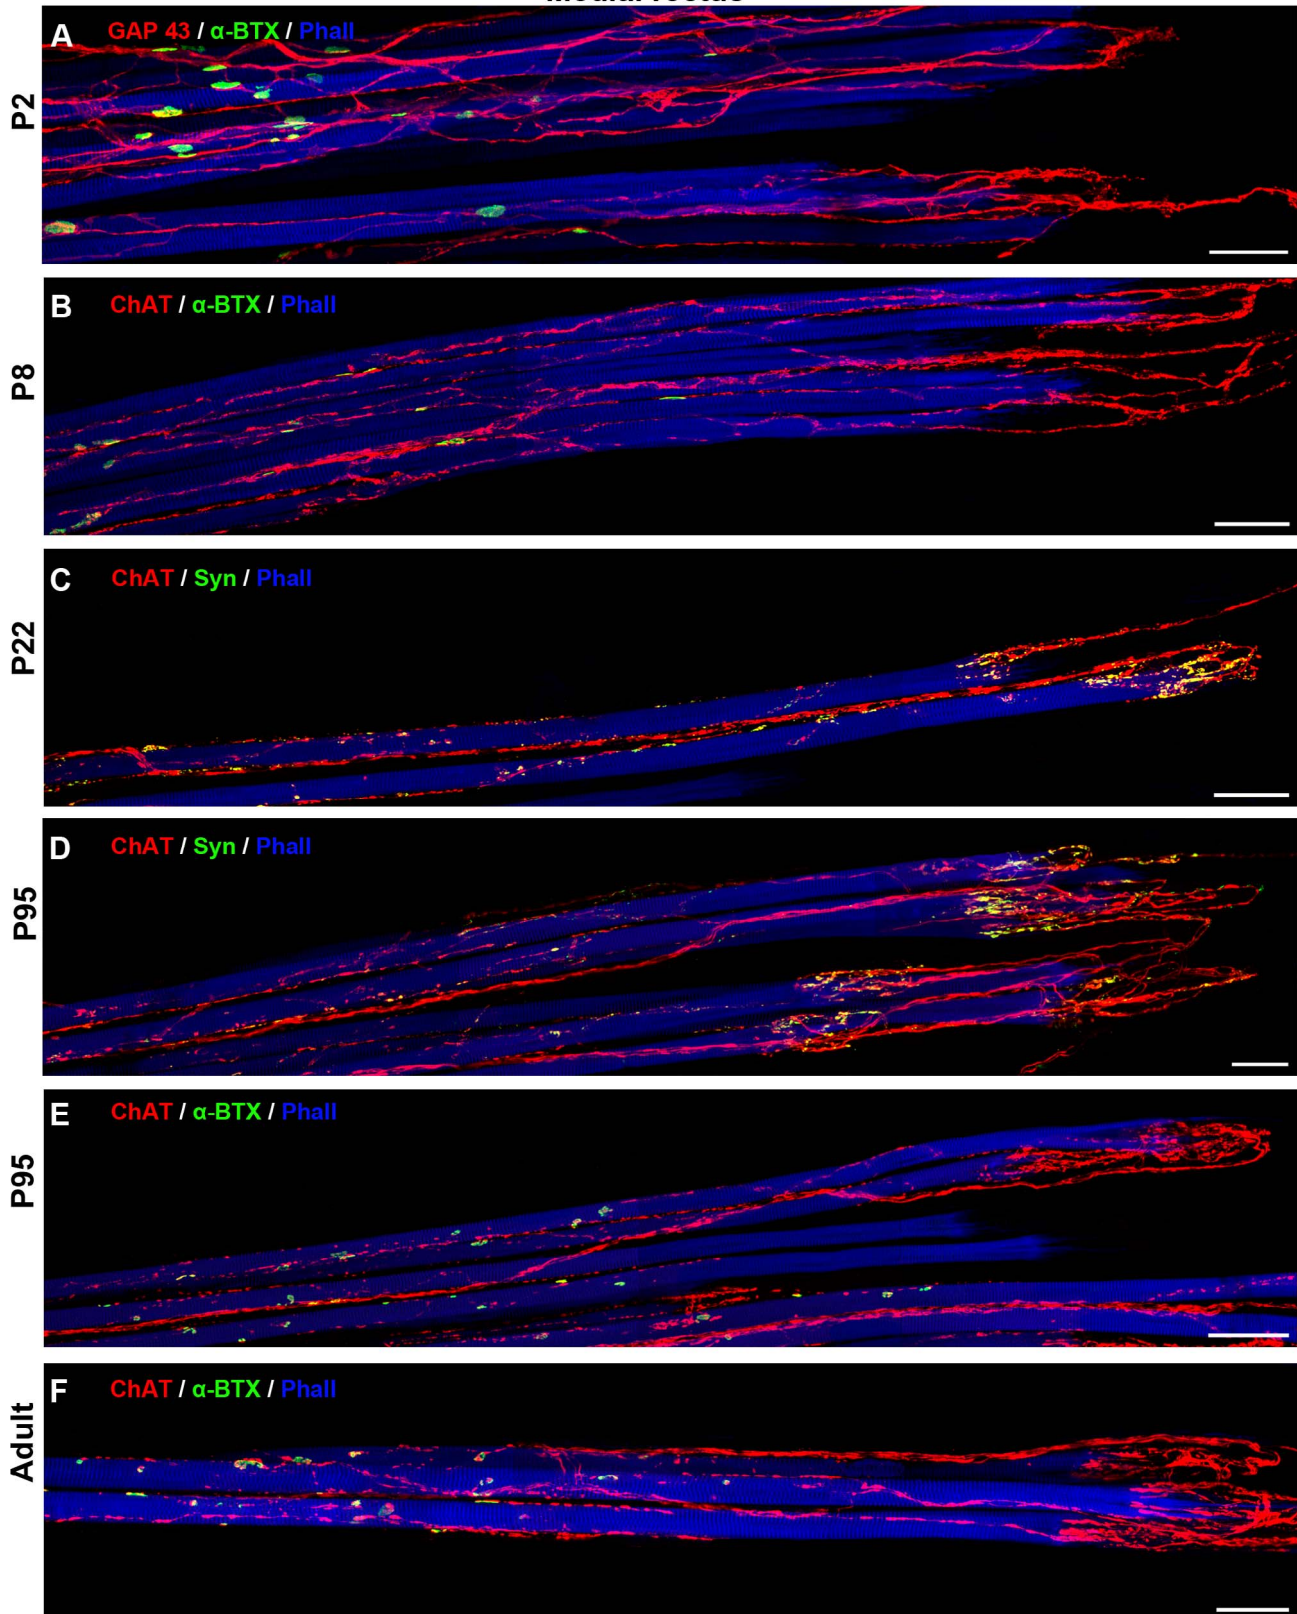 A GAP 43 / α-BTX / Phall
P2
B ChAT / α-BTX / Phall
P8
C ChAT / Syn / Phall
P22
D ChAT / Syn / Phall
P95
E ChAT / α-BTX / Phall
P95
F ChAT / α-BTX / Phall
Adult